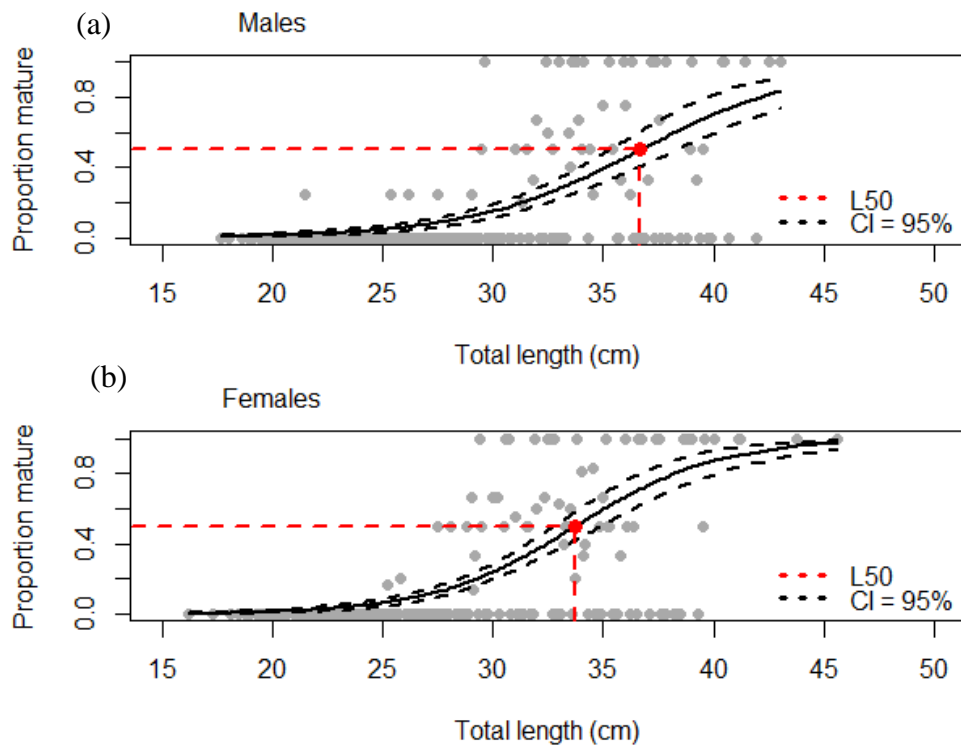 (a)
Males
Proportion mature
0.0 0.4 0.8
L50
CI = 95%
15 20 25 30 35 40 45 50
Total length (cm)
(b)
Females
Proportion mature
0.0 0.4 0.8
L50
CI = 95%
15 20 25 30 35 40 45 50
Total length (cm)